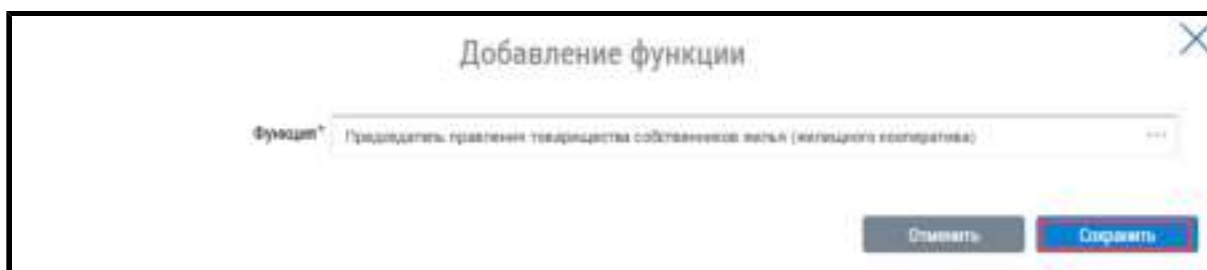 Добавление функции
Функция* Председатель правления товарищества собственников жилья (жилищного кооператива) ...
Отменить Сохранить